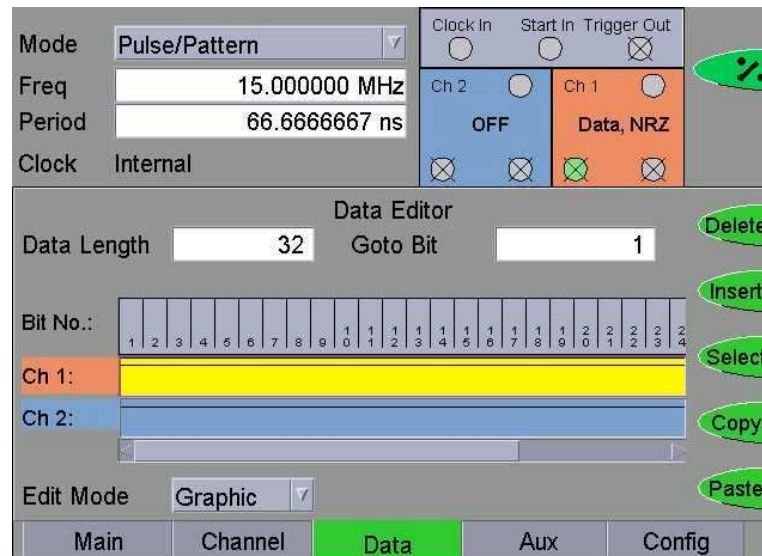 Mode Pulse/Pattern
Freq 15.000000 MHz
Period 66.6666667 ns
Clock Internal
Clock In Start In Trigger Out
Ch 2 Ch 1
OFF Data, NRZ
Data Editor
Data Length 32 Goto Bit 1
Bit No.: 1 2 3 4 5 6 7 8 9 10 11 12 13 14 15 16 17 18 19 20 21 22 23 24
Ch 1:
Ch 2:
Edit Mode Graphic
Delete
Insert
Select
Copy
Paste
Main Channel Data Aux Config